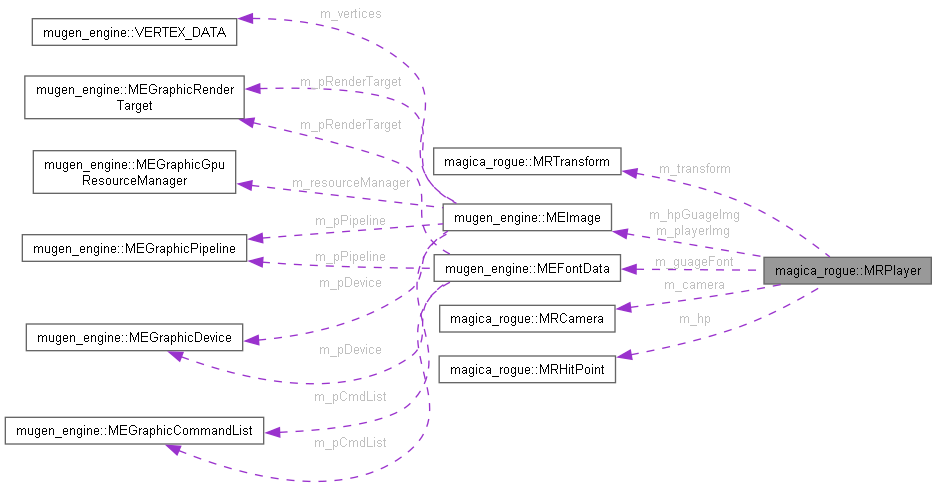 m_vertices
mugen_engine::VERTEX_DATA
m_pRenderTarget
mugen_engine::MEGraphicRender
Target
m_pRenderTarget
magica_rogue::MRTransform
mugen_engine::MEGraphicGpu
ResourceManager
m_transform
m_resourceManager
mugen_engine::MEImage
m_hpGuageImg
m_playerImg
m_pPipeline
mugen_engine::MEGraphicPipeline
m_pPipeline
mugen_engine::MEFontData
m_guageFont
magica_rogue::MRPlayer
m_pDevice
m_camera
magica_rogue::MRCamera
m_hp
mugen_engine::MEGraphicDevice
m_pDevice
magica_rogue::MRHitPoint
m_pCmdList
mugen_engine::MEGraphicCommandList
m_pCmdList